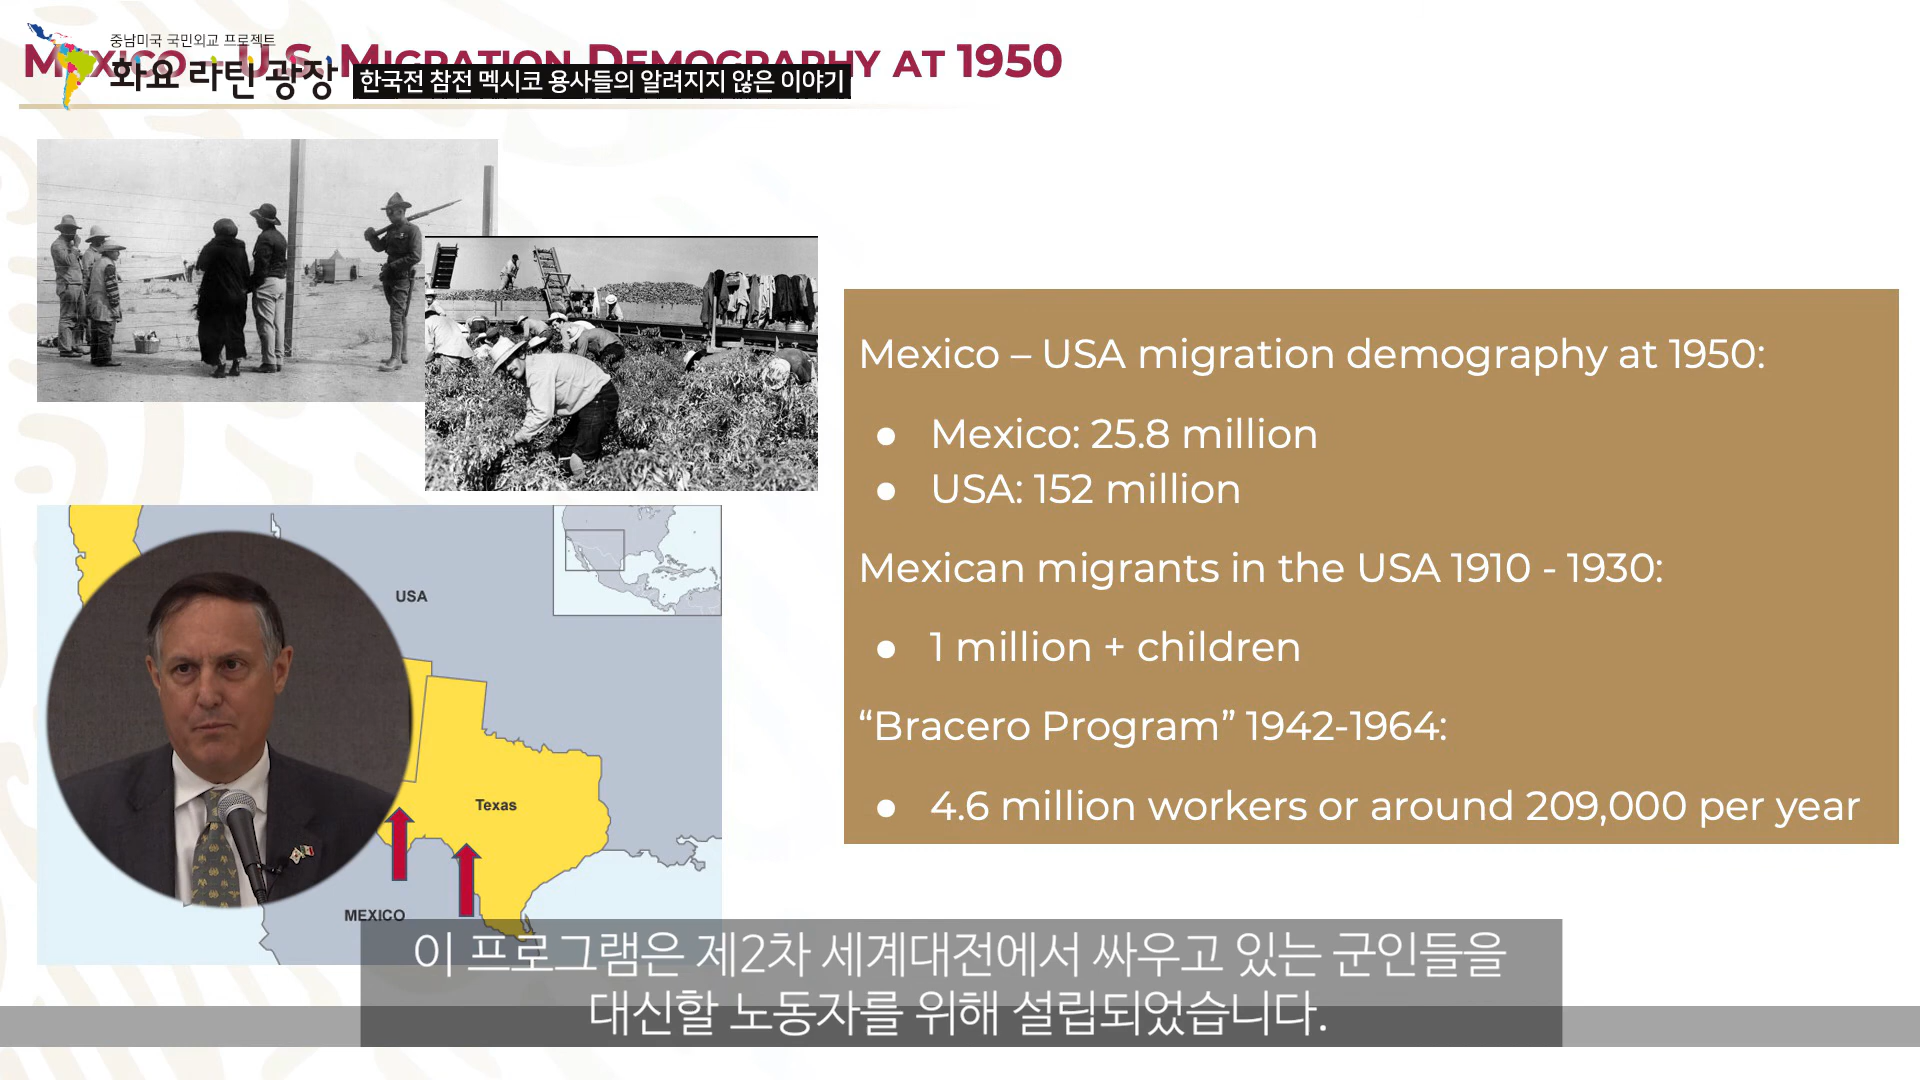 중남미국 국민외교 프로젝트
화요 라틴 광장
MEXICO – U.S. MIGRATION DEMOGRAPHY AT 1950
한국전 참전 멕시코 용사들의 알려지지 않은 이야기
Mexico – USA migration demography at 1950:
● Mexico: 25.8 million
● USA: 152 million
Mexican migrants in the USA 1910 - 1930:
● 1 million + children
“Bracero Program” 1942-1964:
● 4.6 million workers or around 209,000 per year
USA
Texas
MEXICO
이 프로그램은 제2차 세계대전에서 싸우고 있는 군인들을
대신할 노동자를 위해 설립되었습니다.